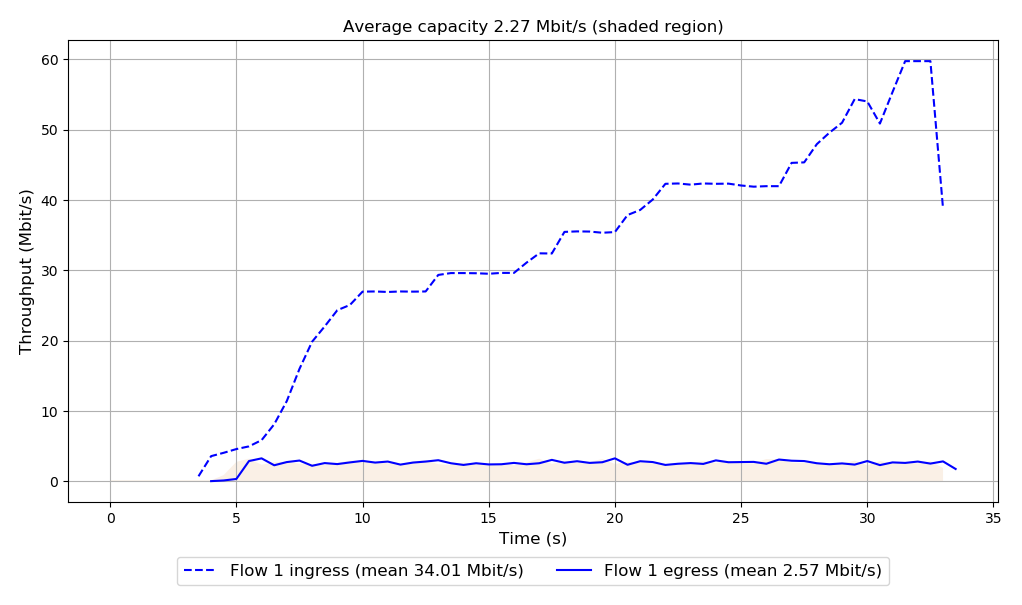 Average capacity 2.27 Mbit/s (shaded region)
60
50
40
30
20
10
0
Throughput (Mbit/s)
0 5 10 15 20 25 30 35
Time (s)
Flow 1 ingress (mean 34.01 Mbit/s) Flow 1 egress (mean 2.57 Mbit/s)